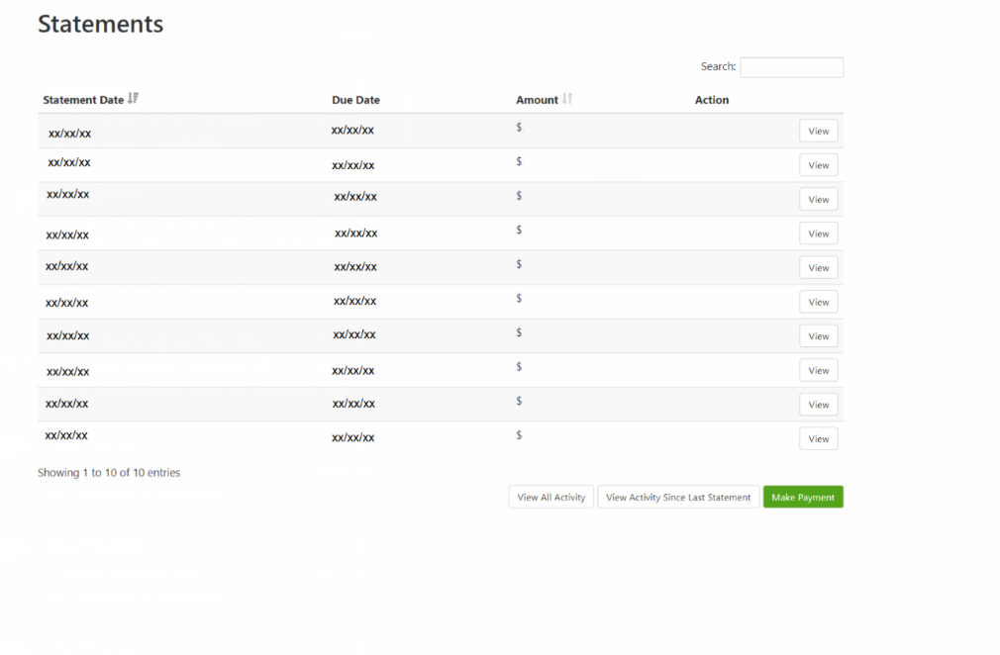 Statements
Search:
Statement Date Due Date Amount Action
xx/xx/xx xx/xx/xx $ View
xx/xx/xx xx/xx/xx $ View
xx/xx/xx xx/xx/xx $ View
xx/xx/xx xx/xx/xx $ View
xx/xx/xx xx/xx/xx $ View
xx/xx/xx xx/xx/xx $ View
xx/xx/xx xx/xx/xx $ View
xx/xx/xx xx/xx/xx $ View
xx/xx/xx xx/xx/xx $ View
xx/xx/xx xx/xx/xx $ View
Showing 1 to 10 of 10 entries
View All Activity View Activity Since Last Statement Make Payment